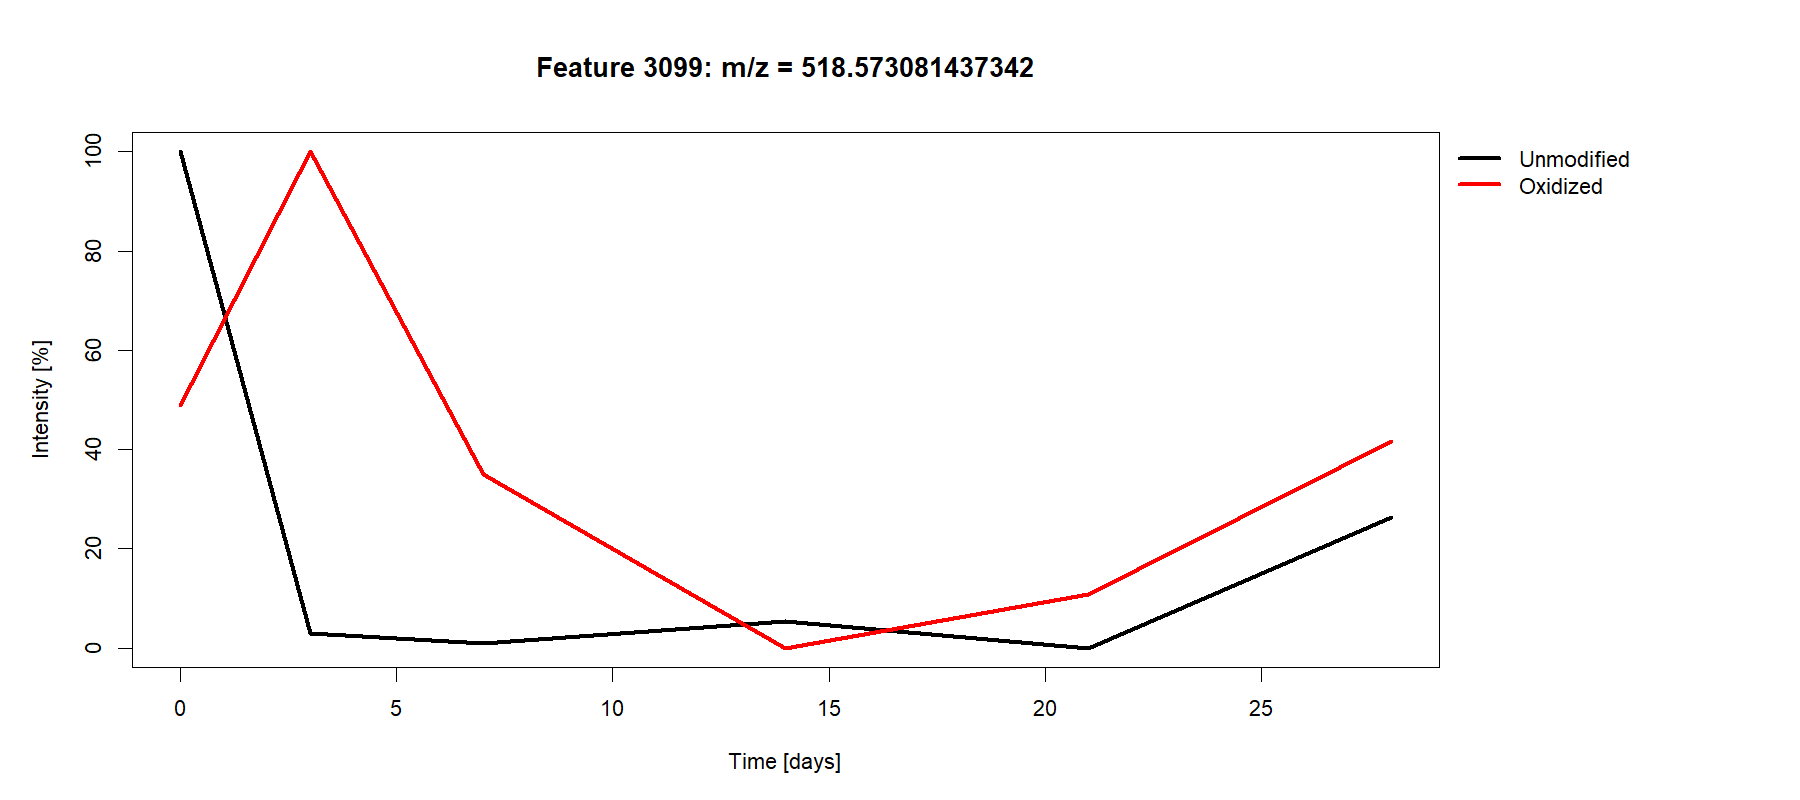 Feature 3099: m/z = 518.573081437342
Unmodified
Oxidized
100
80
60
40
20
0
Intensity [%]
0 5 10 15 20 25
Time [days]